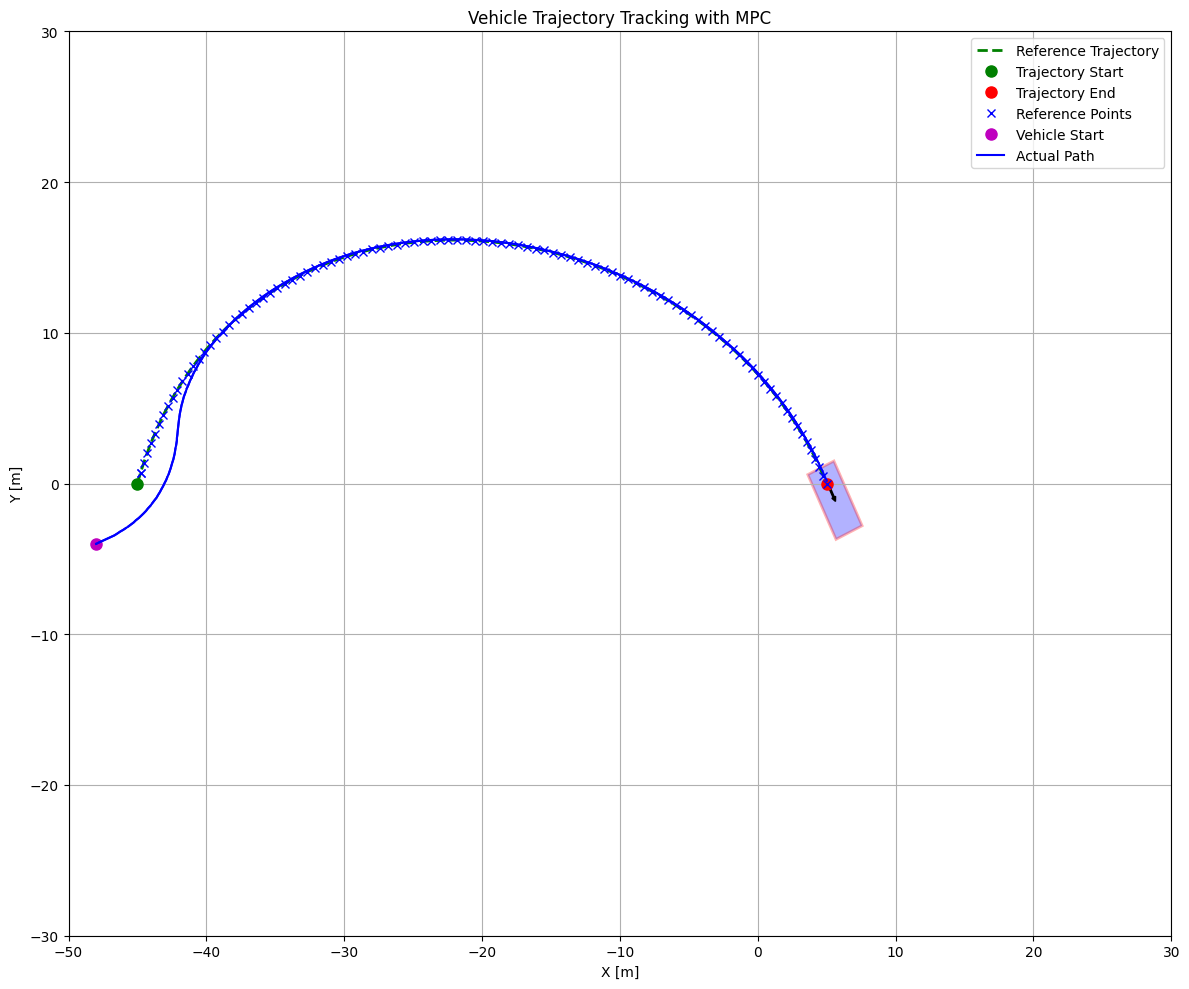 Vehicle Trajectory Tracking with MPC
30
20
10
0
−10
−20
−30
Y [m]
Reference Trajectory
Trajectory Start
Trajectory End
Reference Points
Vehicle Start
Actual Path
−50
−40
−30
−20
−10
0
10
20
30
X [m]